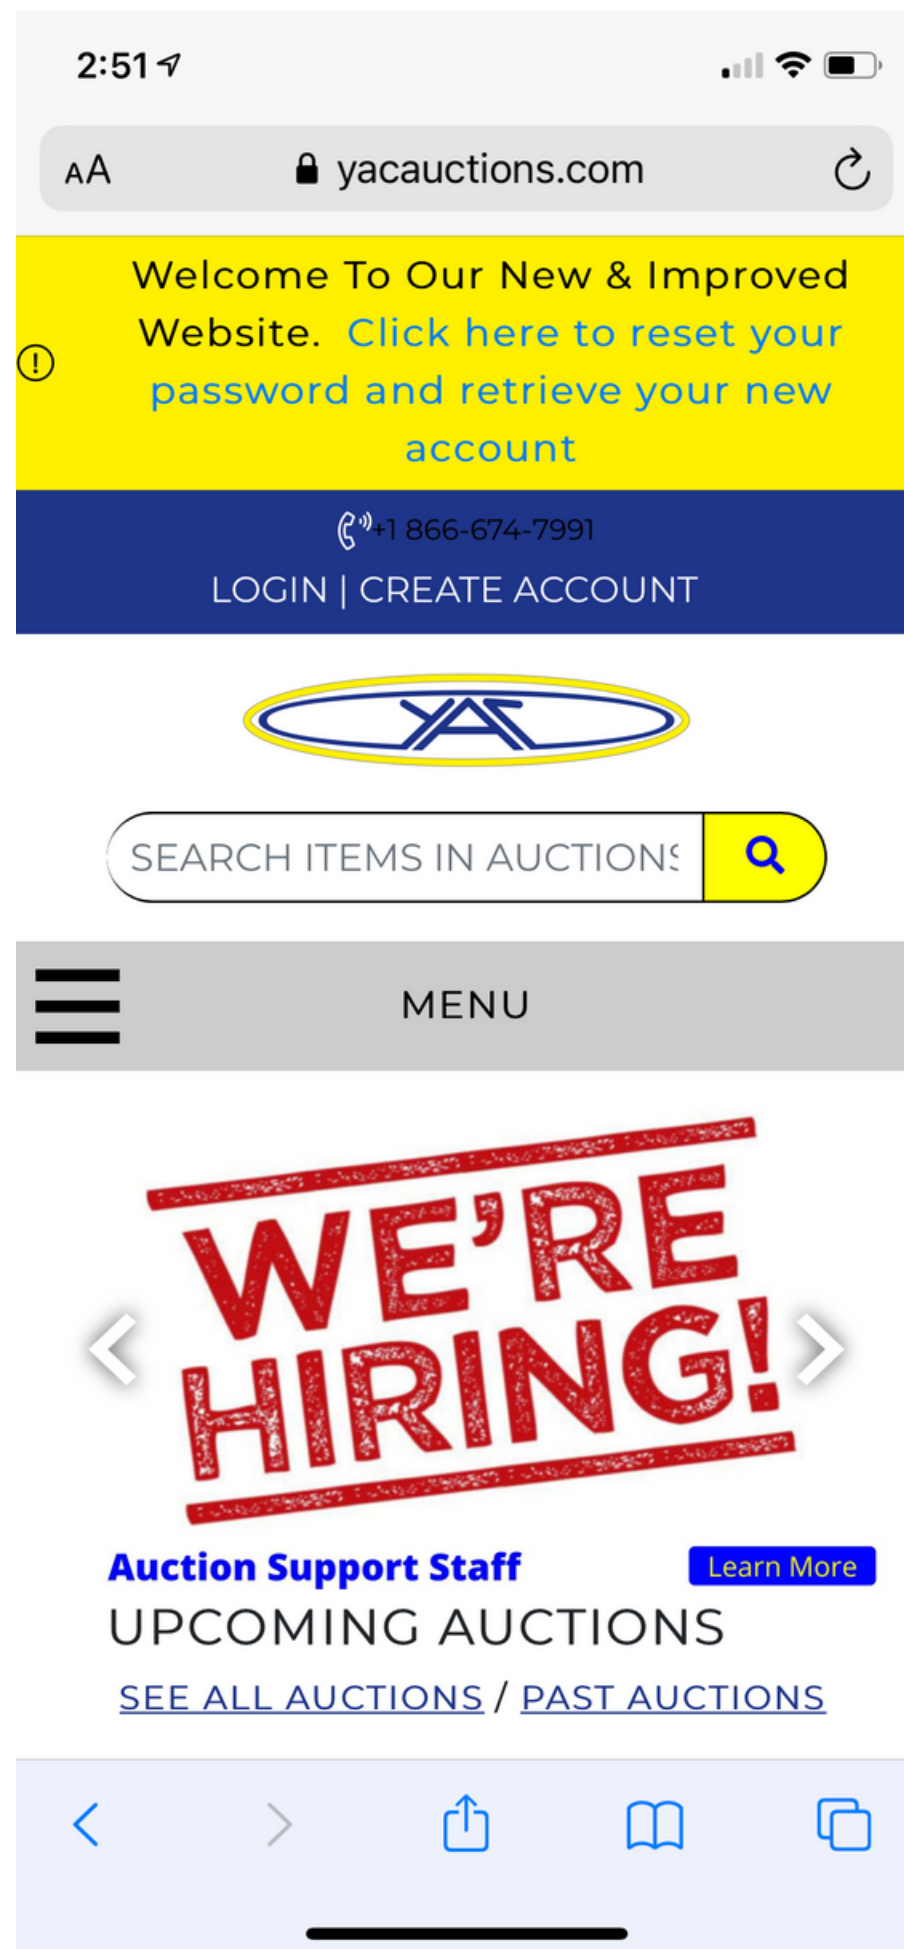 2:51
AA yacauctions.com
Welcome To Our New & Improved
Website. Click here to reset your
password and retrieve your new
account
+1 866-674-7991
LOGIN | CREATE ACCOUNT
YAC
SEARCH ITEMS IN AUCTIONS
MENU
WE'RE
HIRING!
Auction Support Staff Learn More
UPCOMING AUCTIONS
SEE ALL AUCTIONS / PAST AUCTIONS